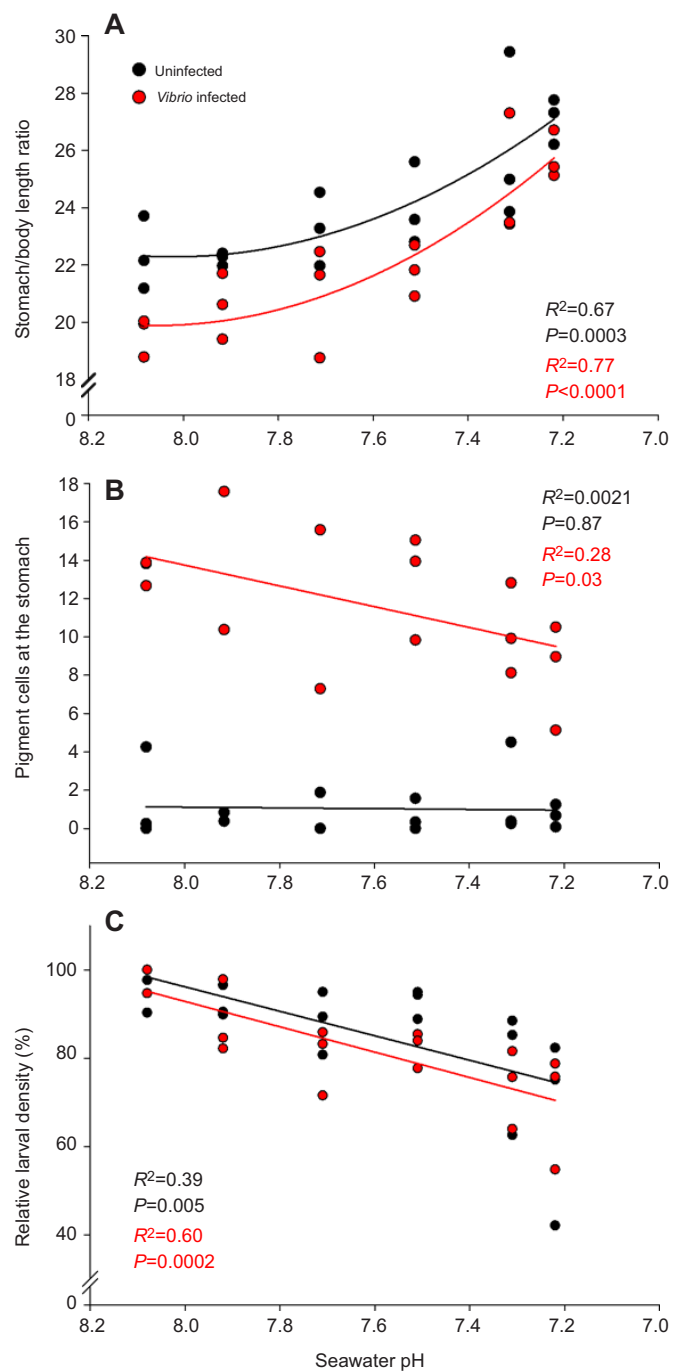 A
30
28
26
24
22
20
18
0
Stomach/body length ratio
Uninfected
Vibrio infected
R²=0.67
P=0.0003
R²=0.77
P<0.0001
8.2 8.0 7.8 7.6 7.4 7.2 7.0
B
18
16
14
12
10
8
6
4
2
0
Pigment cells at the stomach
R²=0.0021
P=0.87
R²=0.28
P=0.03
8.2 8.0 7.8 7.6 7.4 7.2 7.0
C
100
80
60
40
0
Relative larval density (%)
R²=0.39
P=0.005
R²=0.60
P=0.0002
8.2 8.0 7.8 7.6 7.4 7.2 7.0
Seawater pH